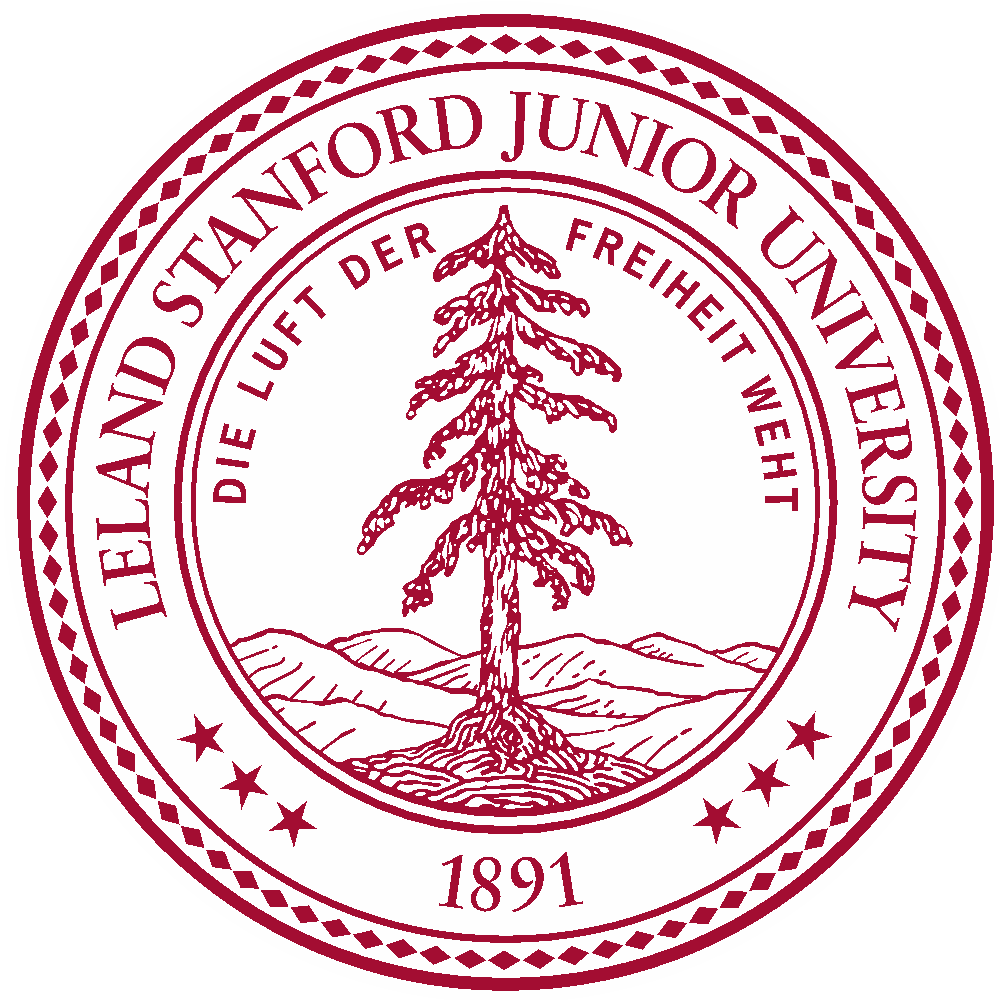 LELAND STANFORD JUNIOR UNIVERSITY
DIE LUFT DER FREIHEIT WEHT
1891